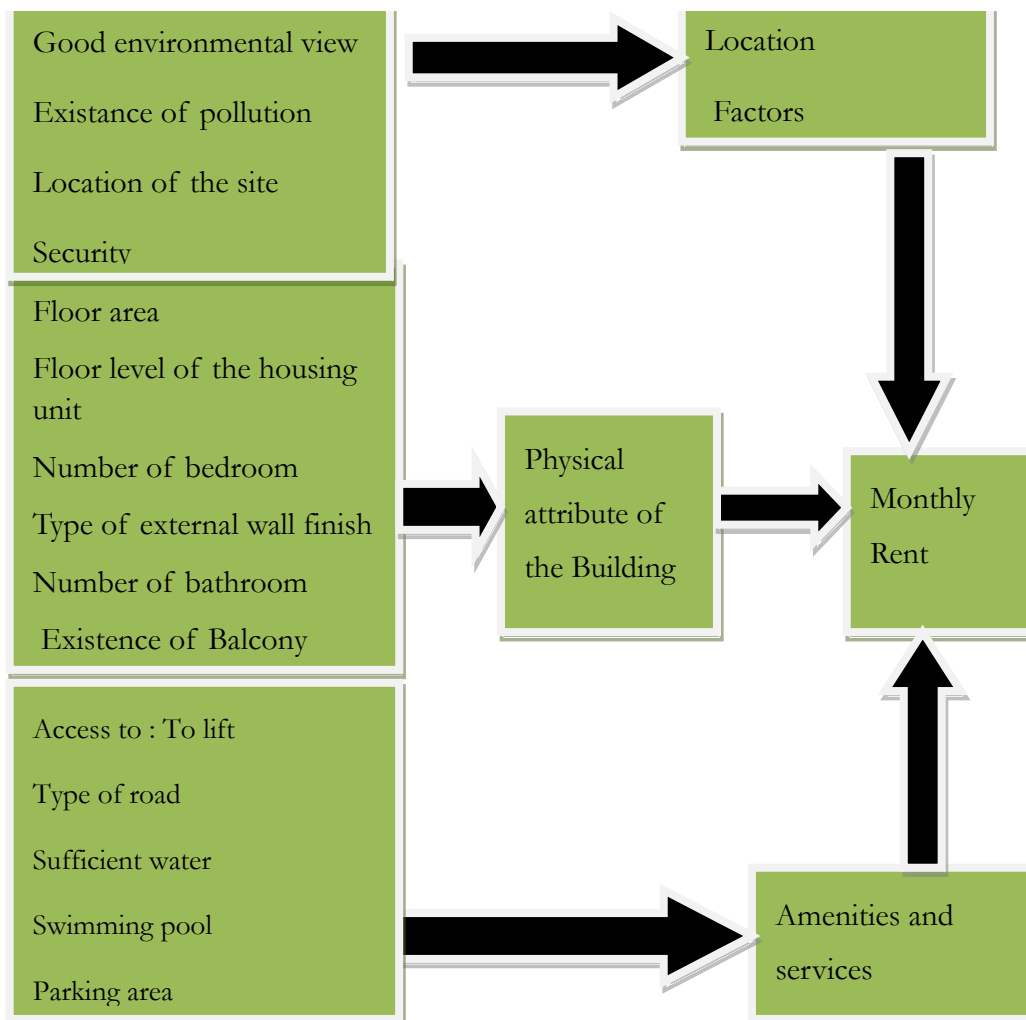 Good environmental view
Existance of pollution
Location of the site
Security
Location
Factors
Floor area
Floor level of the housing
unit
Number of bedroom
Type of external wall finish
Number of bathroom
Existence of Balcony
Physical
attribute of
the Building
Monthly
Rent
Access to : To lift
Type of road
Sufficient water
Swimming pool
Parking area
Amenities and
services